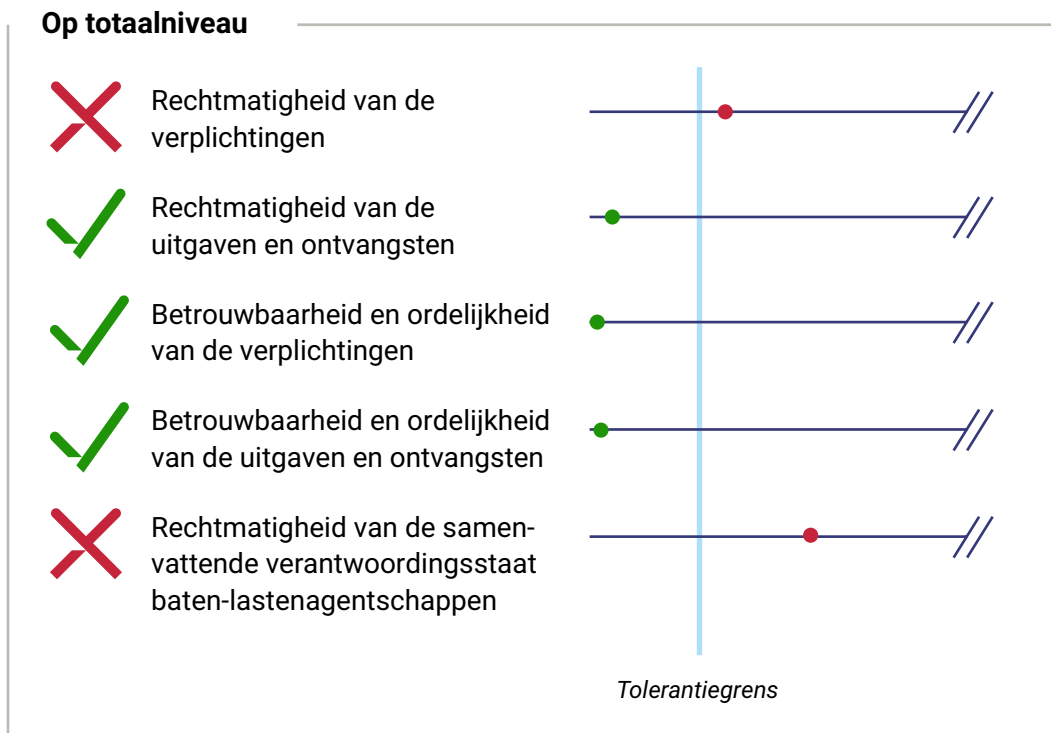 Op totaalniveau
Rechtmatigheid van de
verplichtingen
Rechtmatigheid van de
uitgaven en ontvangsten
Betrouwbaarheid en ordelijkheid
van de verplichtingen
Betrouwbaarheid en ordelijkheid
van de uitgaven en ontvangsten
Rechtmatigheid van de samen-
vattende verantwoordingsstaat
baten-lastenagentschappen
Tolerantiegrens